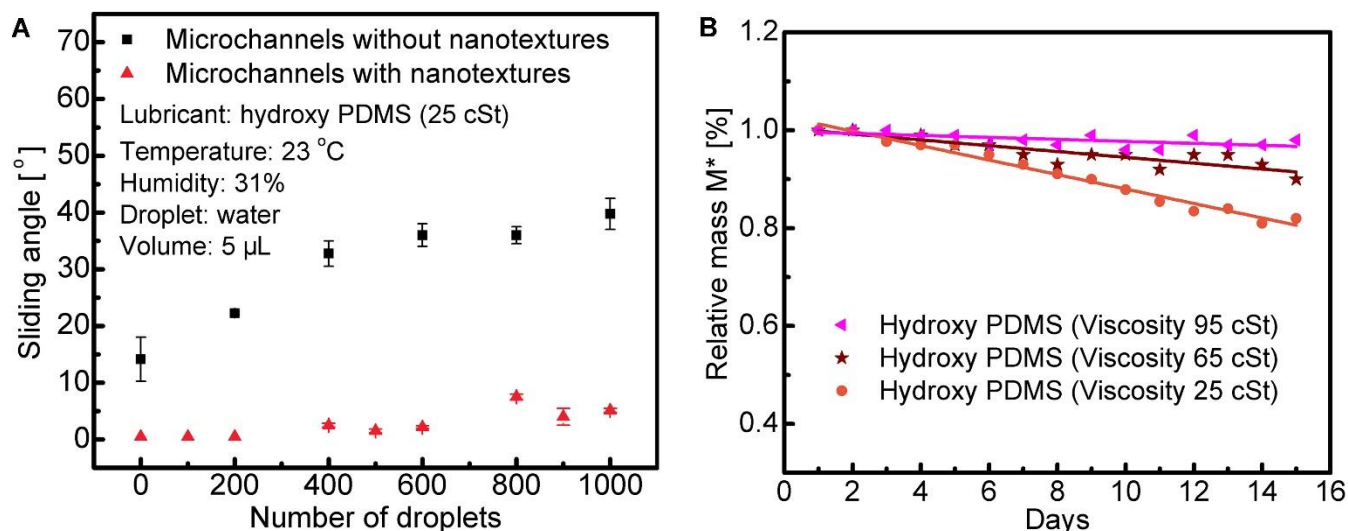 A
Microchannels without nanotextures
Microchannels with nanotextures
Lubricant: hydroxy PDMS (25 cSt)
Temperature: 23 °C
Humidity: 31%
Droplet: water
Volume: 5 µL
Sliding angle [°]
70
60
50
40
30
20
10
0
0 200 400 600 800 1000
Number of droplets
B
Relative mass M* [%]
1.2
1.0
0.8
0.6
0.4
Hydroxy PDMS (Viscosity 95 cSt)
Hydroxy PDMS (Viscosity 65 cSt)
Hydroxy PDMS (Viscosity 25 cSt)
0 2 4 6 8 10 12 14 16
Days